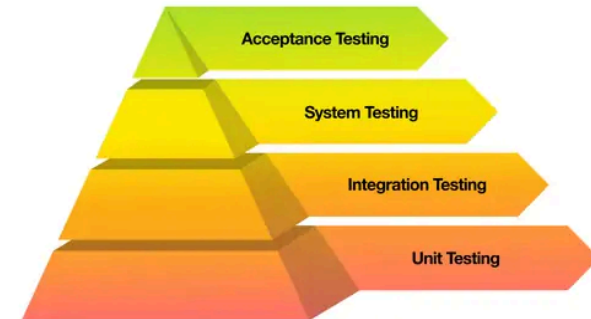 Acceptance Testing
System Testing
Integration Testing
Unit Testing